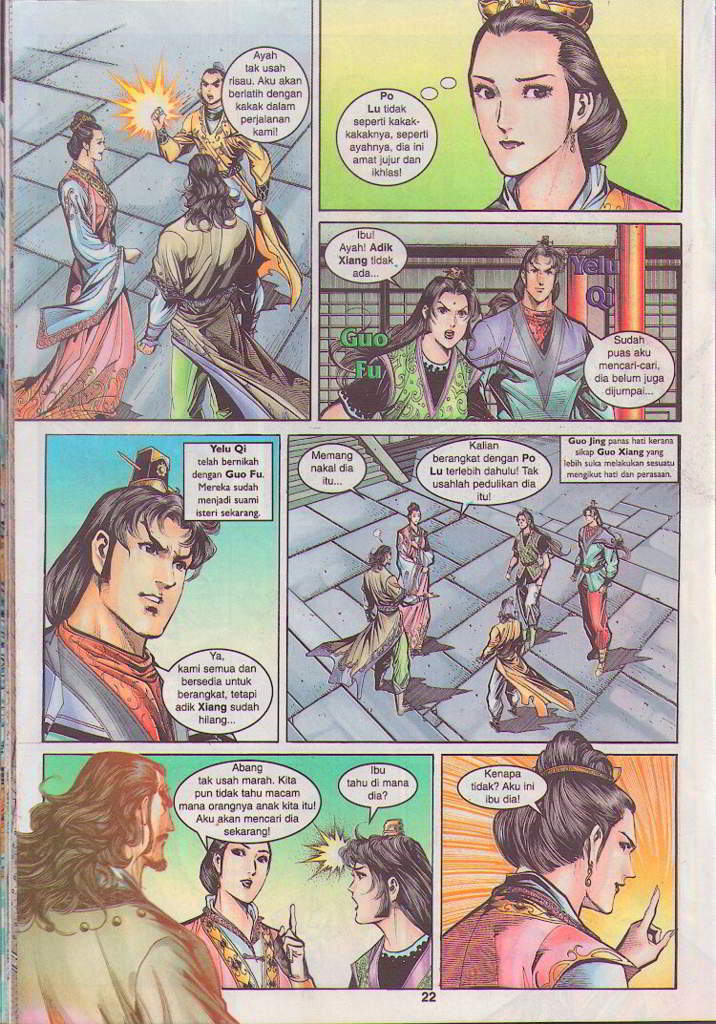 Ayah
tak usah
risau. Aku akan
berlatih dengan
kakak dalam
perjalanan
kami!
Po
Lu tidak
seperti kakak-
kakaknya, seperti
ayahnya, dia ini
amat jujur dan
ikhlas!
Ibu!
Ayah! Adik
Xiang tidak
ada...
Guo
Fu
Yelu
Qi
Sudah
puas aku
mencari-cari,
dia belum juga
dijumpai...
Yelu Qi
telah bernikah
dengan Guo Fu.
Mereka sudah
menjadi suami
isteri sekarang.
Ya,
kami semua dan
bersedia untuk
berangkat, tetapi
adik Xiang sudah
hilang...
Memang
nakal dia
itu...
Kalian
berangkat dengan Po
Lu terlebih dahulu! Tak
usahlah pedulikan dia
itu!
Guo Jing panas hati kerana
sikap Guo Xiang yang
lebih suka melakukan sesuatu
mengikut hati dan perasaan.
Abang
tak usah marah. Kita
pun tidak tahu macam
mana orangnya anak kita itu!
Aku akan mencari dia
sekarang!
Ibu
tahu di mana
dia?
Kenapa
tidak? Aku ini
ibu dia!
22